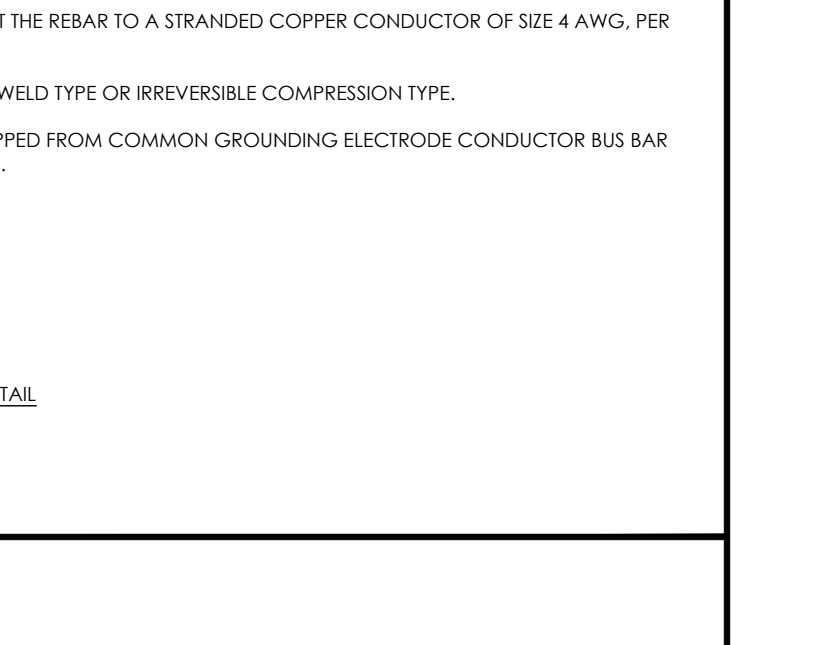 THE REBAR TO A STRANDED COPPER CONDUCTOR OF SIZE 4 AWG, PER
WELD TYPE OR IRREVERSIBLE COMPRESSION TYPE.
PPED FROM COMMON GROUNDING ELECTRODE CONDUCTOR BUS BAR
.
TAIL